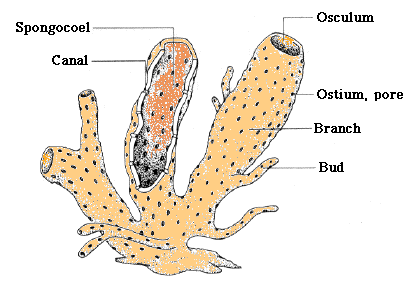 Spongocoel
Canal
Osculum
Ostium, pore
Branch
Bud